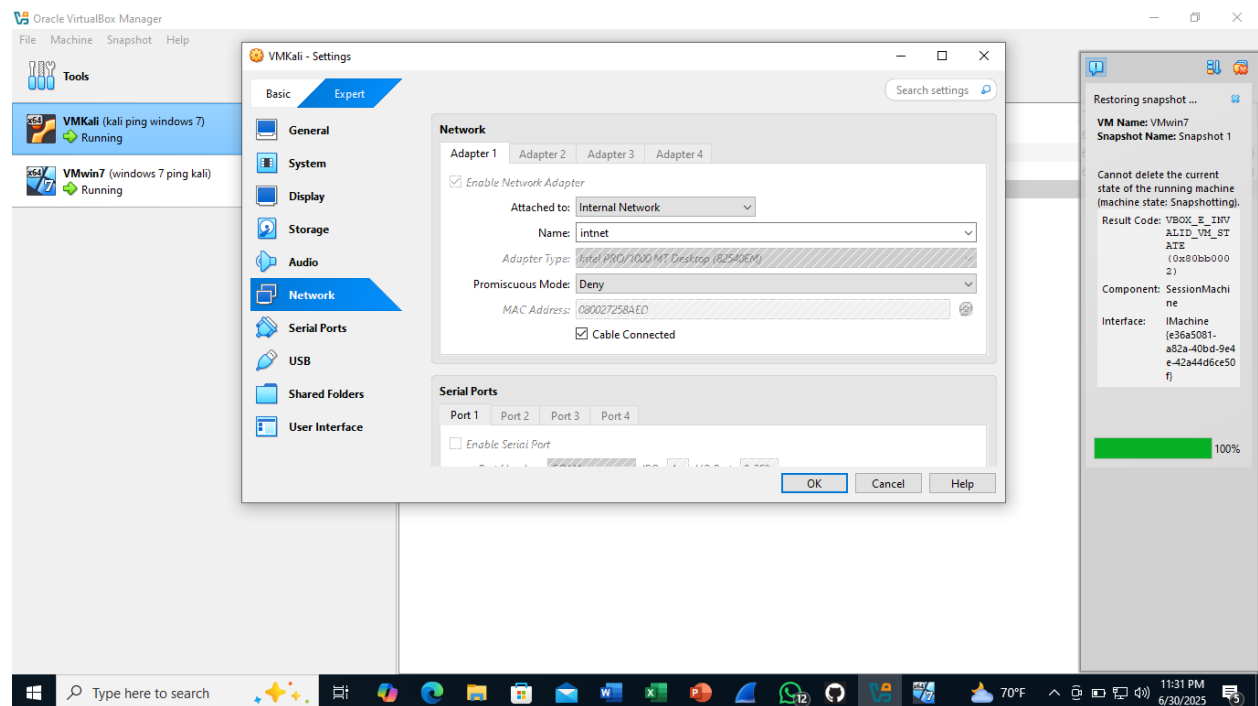 Oracle VirtualBox Manager
File Machine Snapshot Help
Tools
VMKali (kali ping windows 7)
Running
VMwin7 (windows 7 ping kali)
Running
VMKali - Settings
Basic
Expert
Search settings
General
System
Display
Storage
Audio
Network
Serial Ports
USB
Shared Folders
User Interface
Network
Adapter 1 Adapter 2 Adapter 3 Adapter 4
Enable Network Adapter
Attached to: Internal Network
Name: intnet
Adapter Type: Intel PRO/1000 MT Desktop (82540EM)
Promiscuous Mode: Deny
MAC Address: 080027258AED
Cable Connected
Serial Ports
Port 1 Port 2 Port 3 Port 4
Enable Serial Port
OK Cancel Help
Restoring snapshot ...
VM Name: VMwin7
Snapshot Name: Snapshot 1
Cannot delete the current
state of the running machine
(machine state: Snapshotting).
Result Code: VBOX_E_INV
ALID_VM_ST
ATE
(0x80bb000
2)
Component: SessionMachi
ne
Interface: IMachine
{e36a5081-
a82a-40bd-9e4
e-42a44d6ce50
f}
100%
Type here to search
12
70°F
11:31 PM
6/30/2025
5